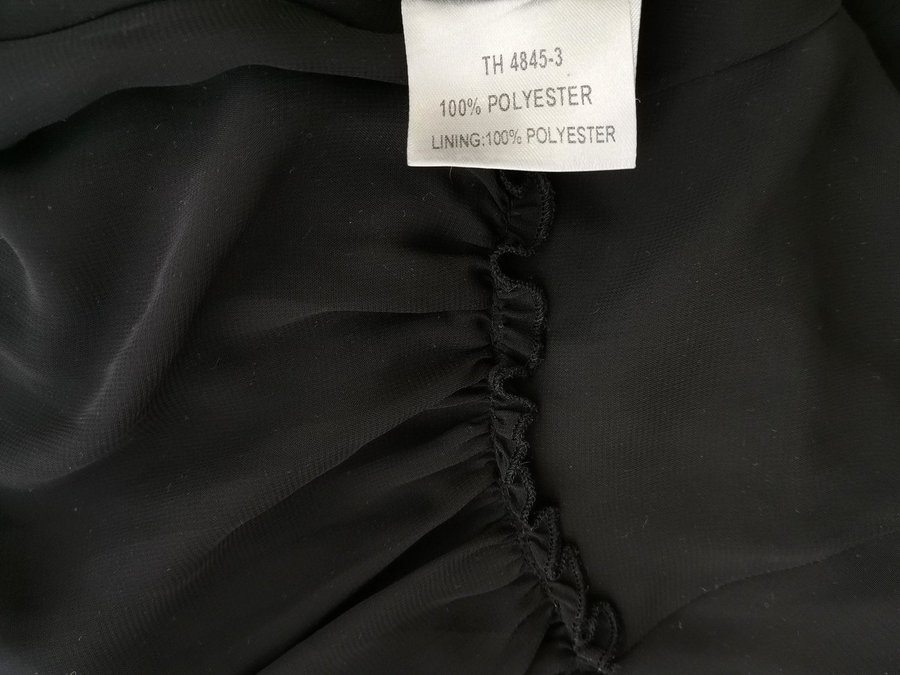 TH 4845-3
100% POLYESTER
LINING:100% POLYESTER